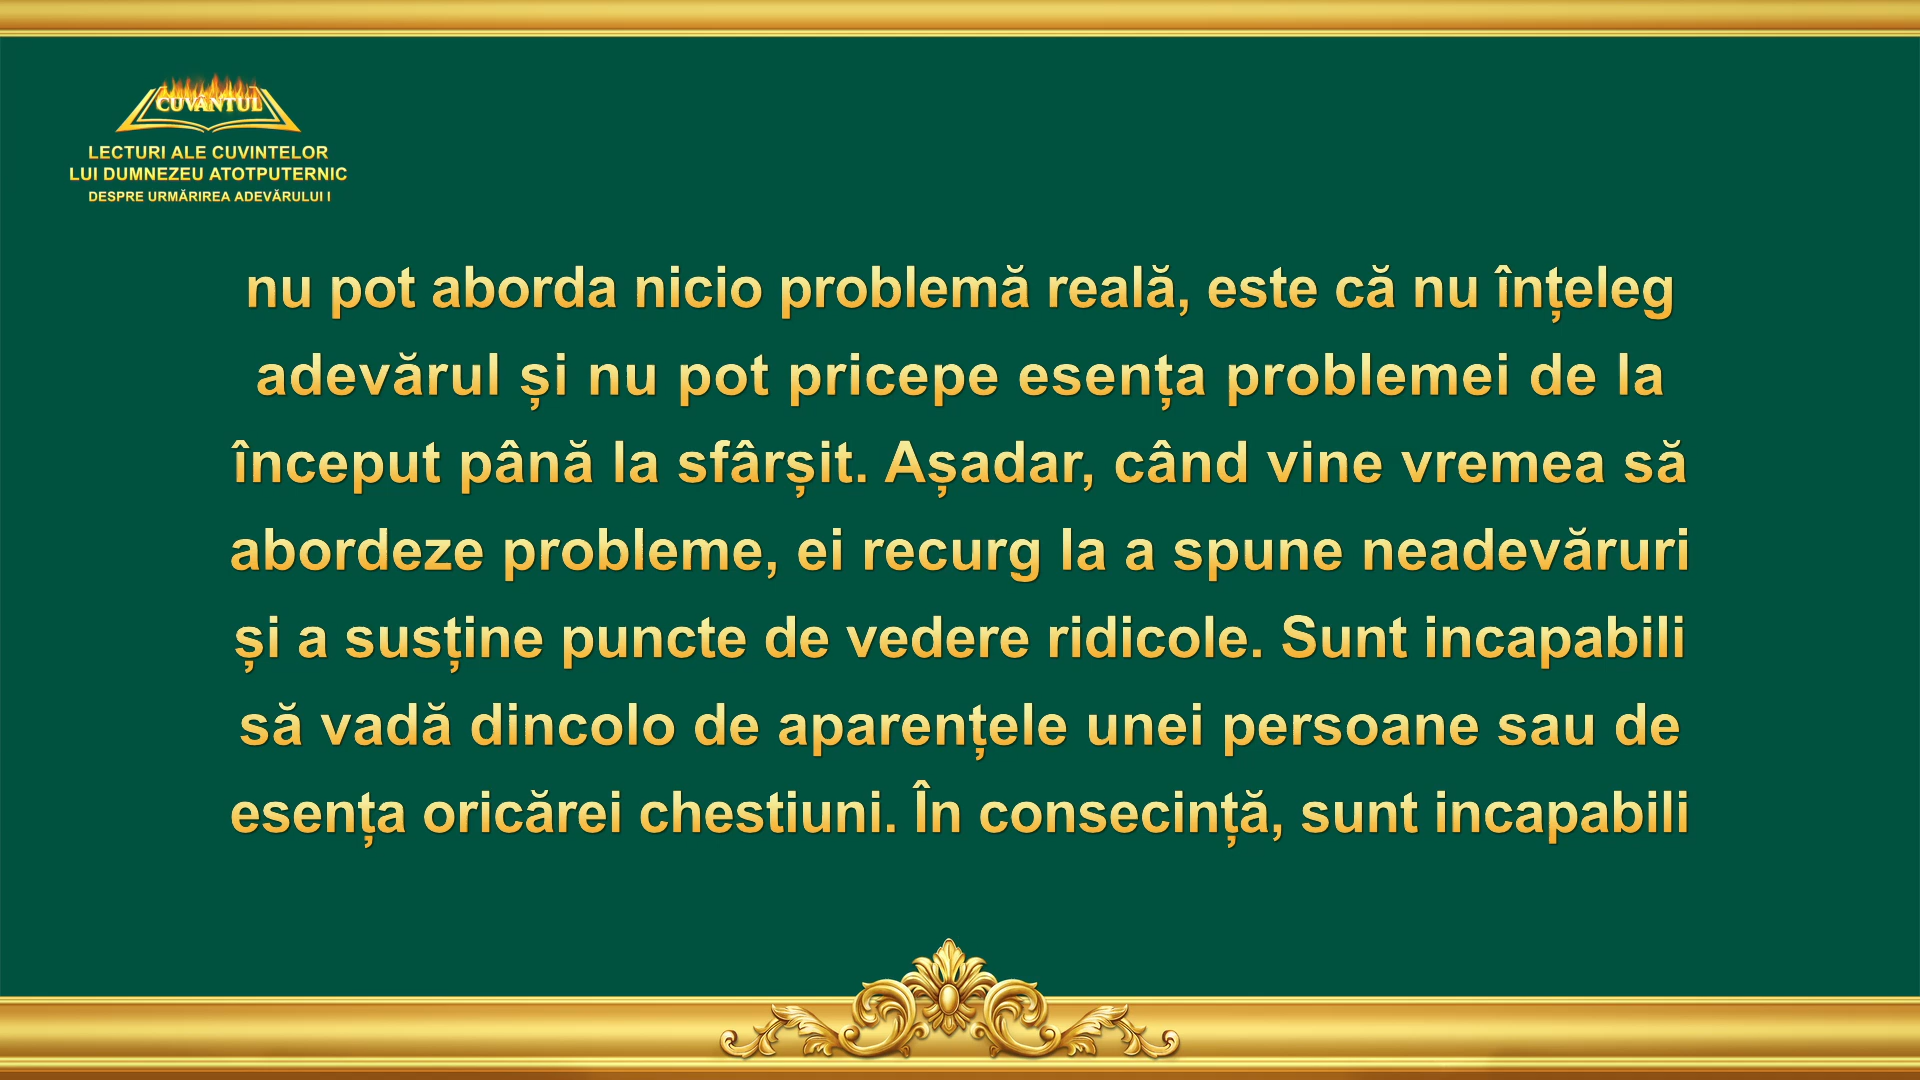 CUVÂNTUL
LECTURI ALE CUVINTELOR
LUI DUMNEZEU ATOTPUTERNIC
DESPRE URMĂRIREA ADEVĂRULUI I
nu pot aborda nicio problemă reală, este că nu înțeleg
adevărul și nu pot pricepe esența problemei de la
început până la sfârșit. Așadar, când vine vremea să
abordeze probleme, ei recurg la a spune neadevăruri
și a susține puncte de vedere ridicole. Sunt incapabili
să vadă dincolo de aparențele unei persoane sau de
esența oricărei chestiuni. În consecință, sunt incapabili